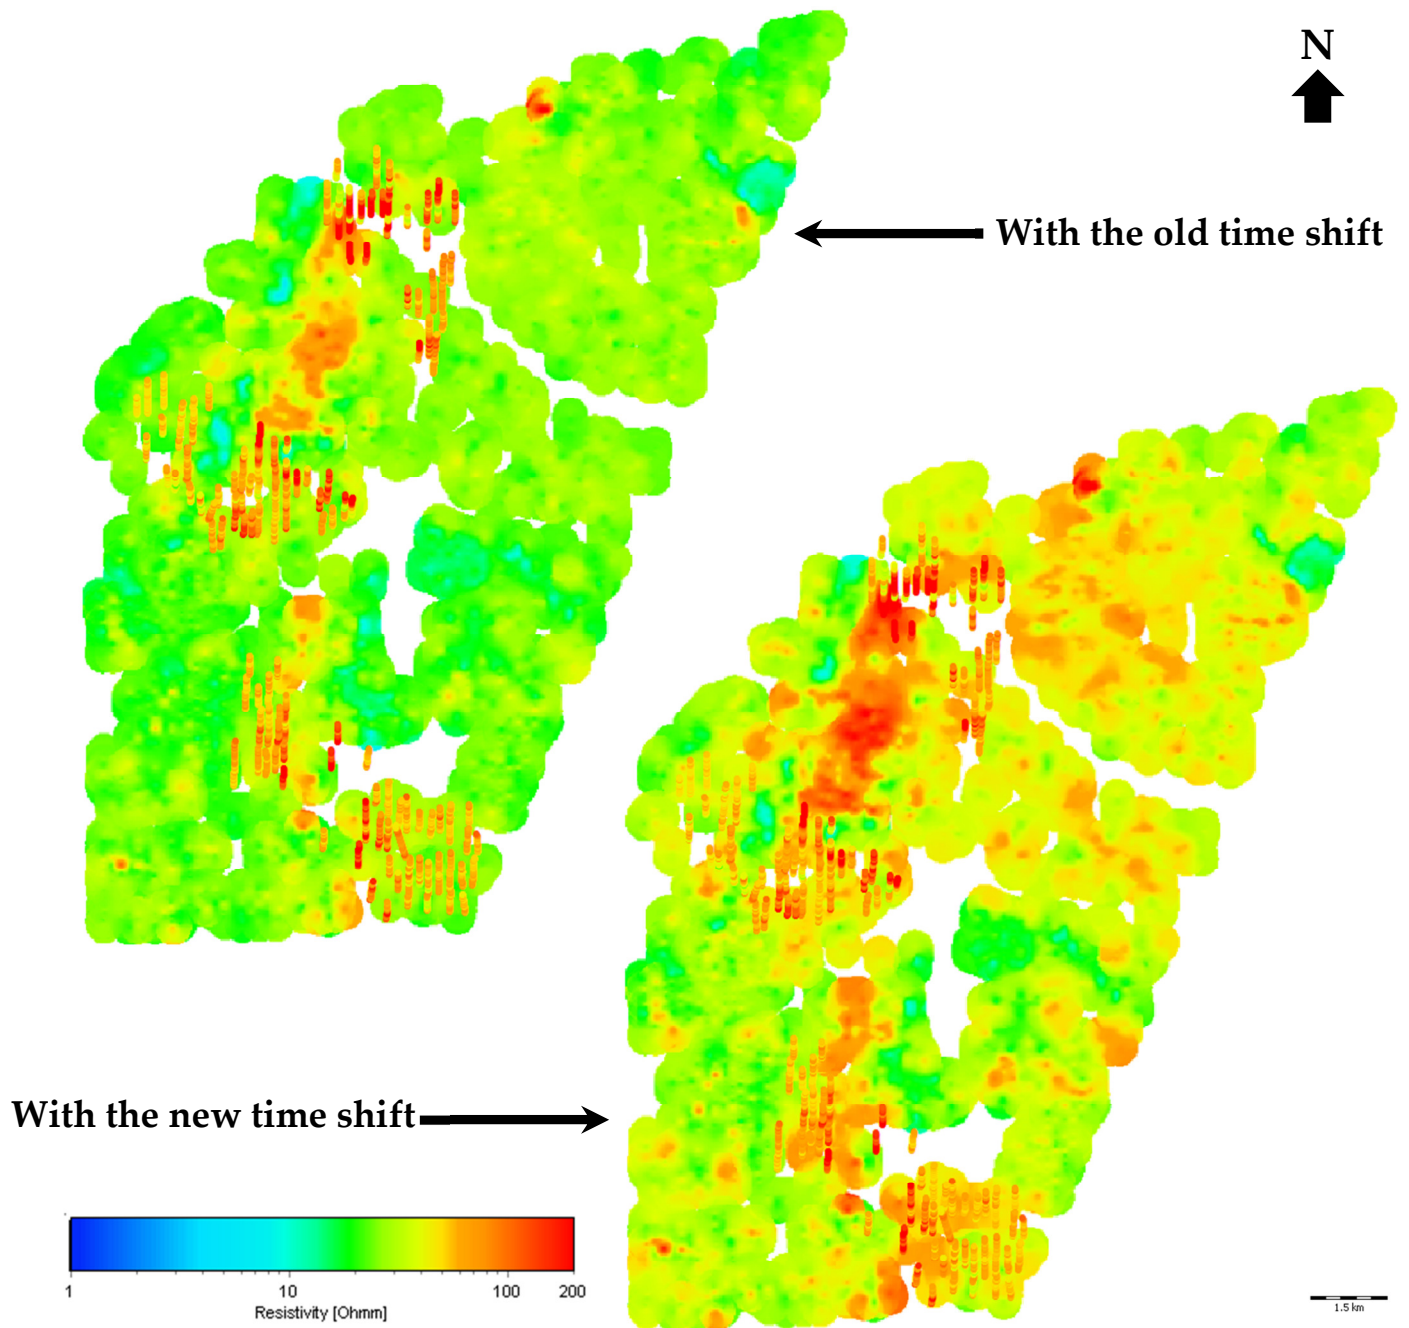 N
With the old time shift
With the new time shift
1 10 100 200
Resistivity [Ohmm]
1.5 km